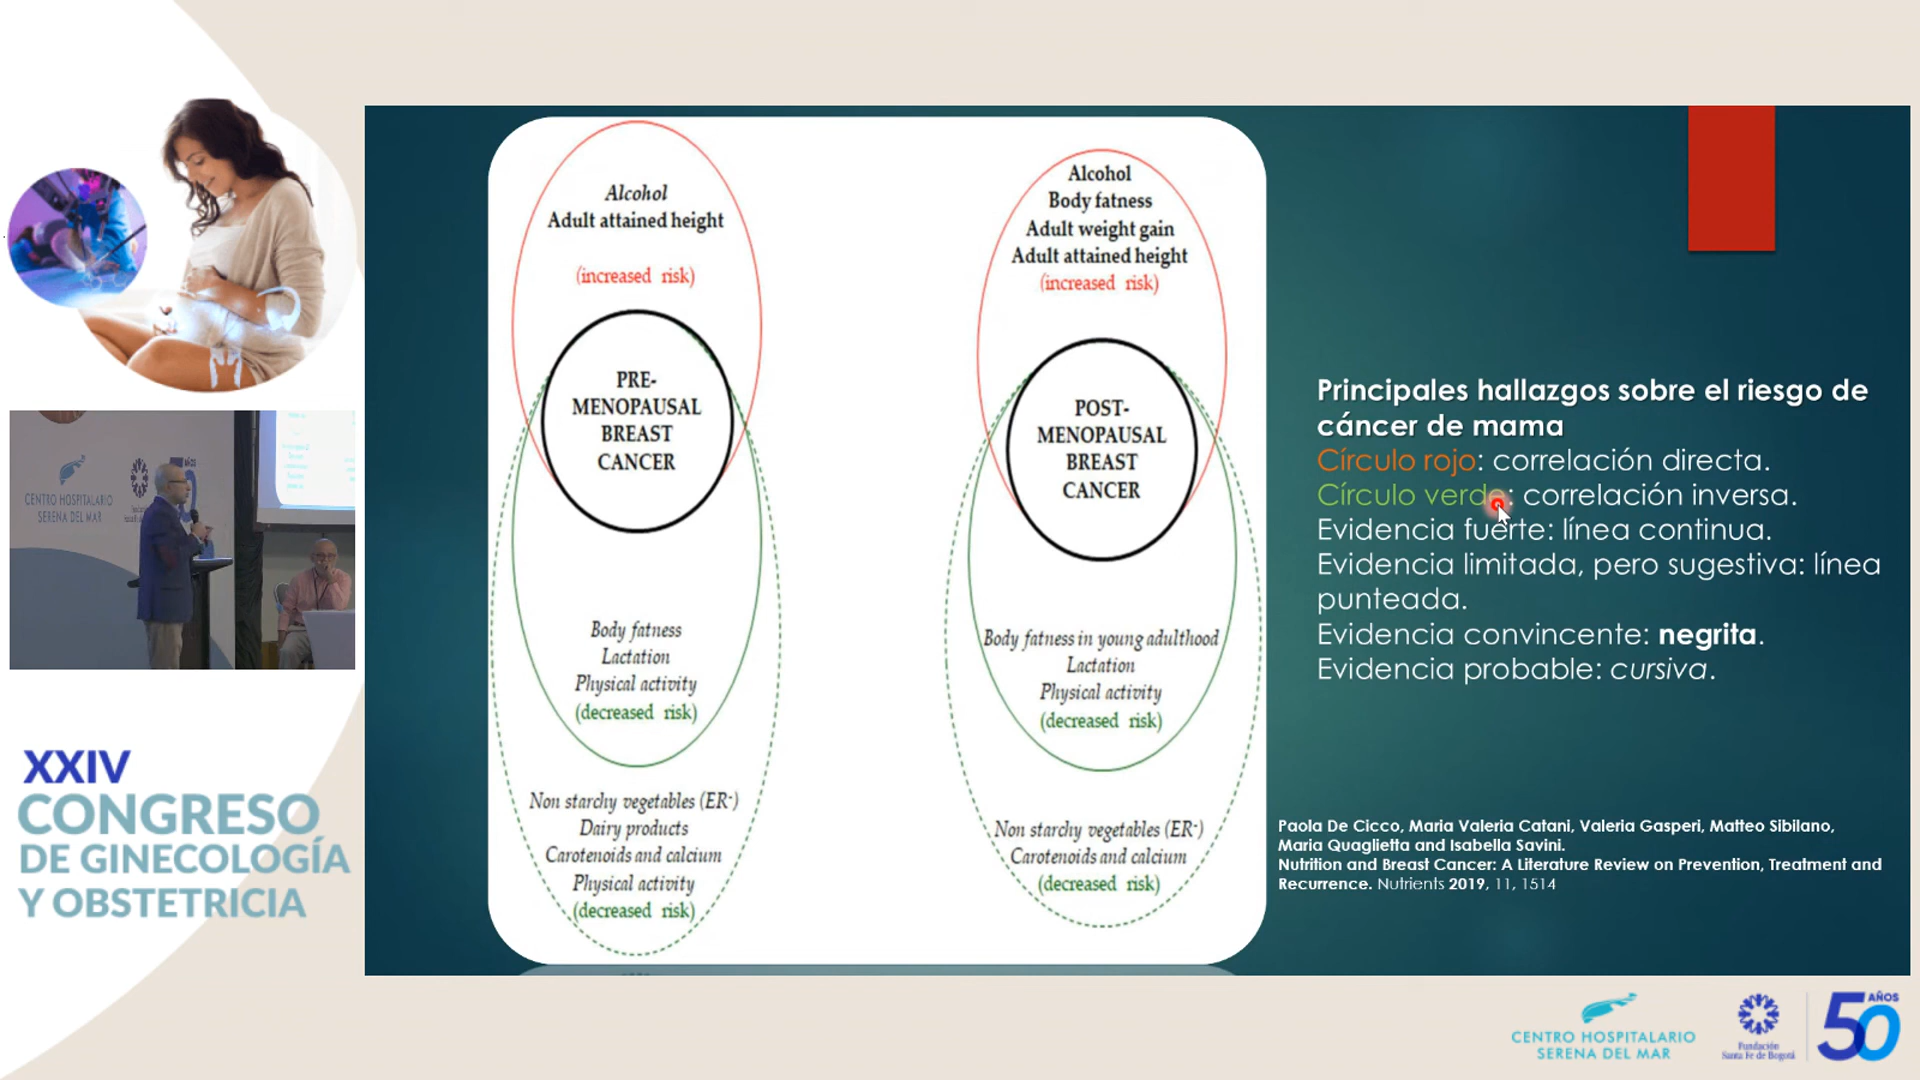 Alcohol
Adult attained height
(increased risk)
PRE-
MENOPAUSAL
BREAST
CANCER
Body fatness
Lactation
Physical activity
(decreased risk)
Non starchy vegetables (ER-)
Dairy products
Carotenoids and calcium
Physical activity
(decreased risk)
Alcohol
Body fatness
Adult weight gain
Adult attained height
(increased risk)
POST-
MENOPAUSAL
BREAST
CANCER
Body fatness in young adulthood
Lactation
Physical activity
(decreased risk)
Non starchy vegetables (ER-)
Carotenoids and calcium
(decreased risk)
Principales hallazgos sobre el riesgo de
cáncer de mama
Círculo rojo: correlación directa.
Círculo verde: correlación inversa.
Evidencia fuerte: línea continua.
Evidencia limitada, pero sugestiva: línea
punteada.
Evidencia convincente: negrita.
Evidencia probable: cursiva.
Paola De Cicco, Maria Valeria Catani, Valeria Gasperi, Matteo Sibilano,
Maria Quaglietta and Isabella Savini.
Nutrition and Breast Cancer: A Literature Review on Prevention, Treatment and
Recurrence. Nutrients 2019, 11, 1514
CENTRO HOSPITALARIO
SERENA DEL MAR
AÑOS
XXIV
CONGRESO
DE GINECOLOGÍA
Y OBSTETRICIA
CENTRO HOSPITALARIO
SERENA DEL MAR
Fundación
Santa Fe de Bogotá
50 AÑOS